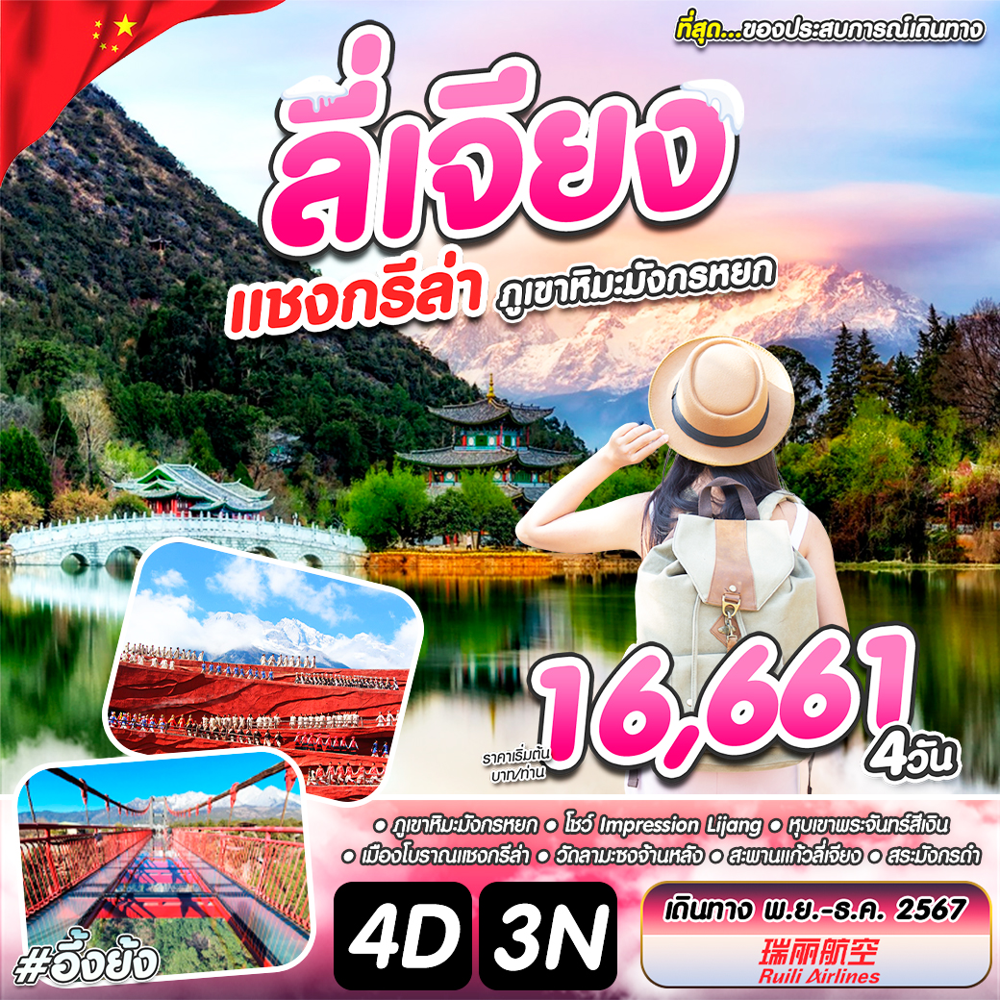 ที่สุด...ของประสบการณ์เดินทาง
ลี่เจียง
แชงกรีล่า ภูเขาหิมะมังกรหยก
ราคาเริ่มต้น
บาท/ท่าน
16,661
4วัน
• ภูเขาหิมะมังกรหยก • โชว์ Impression Lijang • หุบเขาพระจันทร์สีเงิน
• เมืองโบราณแชงกรีล่า • วัดลามะซงจ้านหลัง • สะพานแก้วลี่เจียง • สระมังกรดำ
4D 3N
เดินทาง พ.ย.-ธ.ค. 2567
瑞丽航空
Ruili Airlines
#อึ้งย้ง